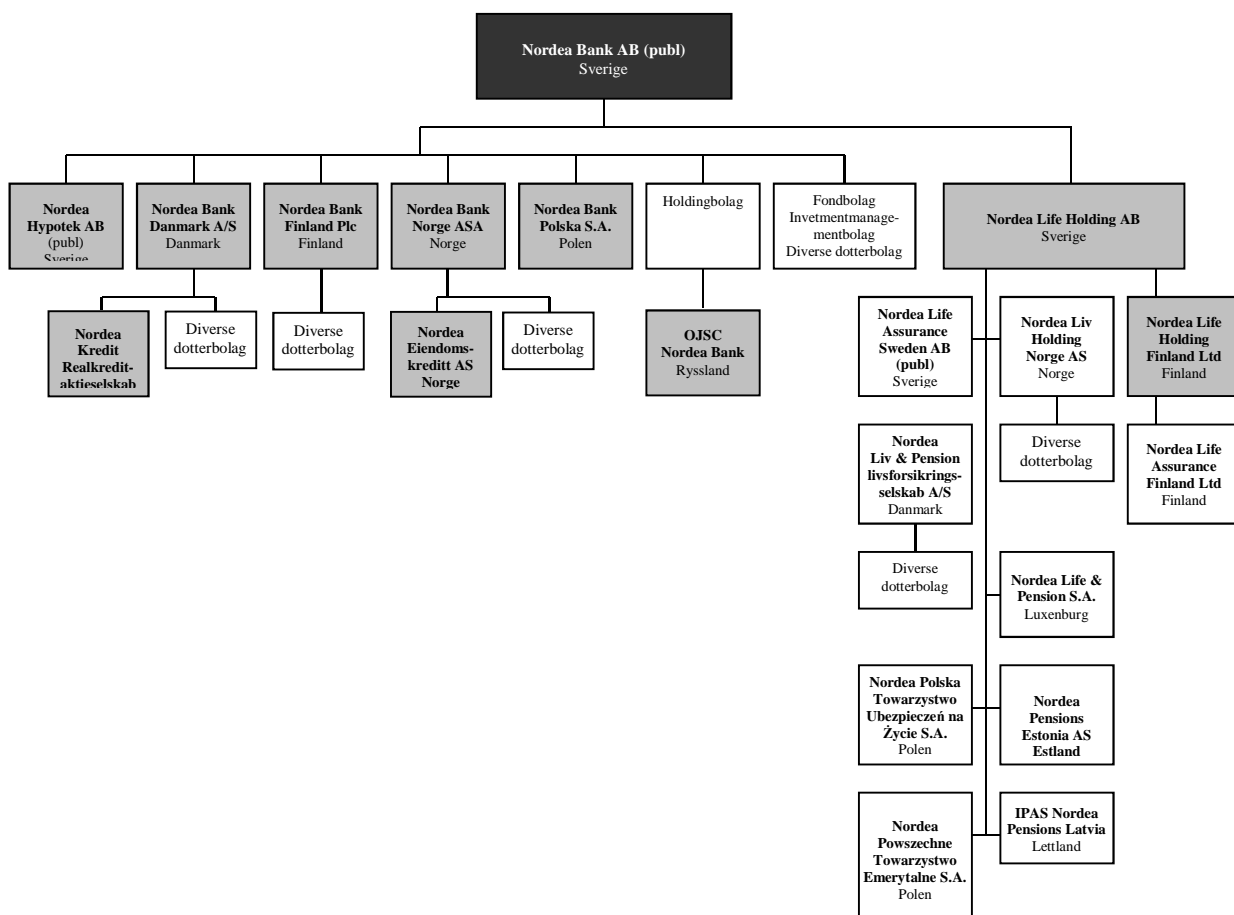 Nordea Bank AB (publ)
Sverige
Nordea
Hypotek AB
(publ)
Sverige
Nordea Bank
Danmark A/S
Danmark
Nordea Bank
Finland Plc
Finland
Nordea Bank
Norge ASA
Norge
Nordea Bank
Polska S.A.
Polen
Holdingbolag
Fondbolag
Invetmentmanage-
mentbolag
Diverse dotterbolag
Nordea Life Holding AB
Sverige
Nordea
Kredit
Realkredit-
aktieselskab
Diverse
dotterbolag
Diverse
dotterbolag
Nordea
Eiendoms-
kreditt AS
Norge
Diverse
dotterbolag
OJSC
Nordea Bank
Ryssland
Nordea Life
Assurance
Sweden AB
(publ)
Sverige
Nordea Liv
Holding
Norge AS
Norge
Nordea Life
Holding
Finland Ltd
Finland
Nordea
Liv & Pension
livsforsikrings-
selskab A/S
Danmark
Diverse
dotterbolag
Nordea Life
Assurance
Finland Ltd
Finland
Diverse
dotterbolag
Nordea Life &
Pension S.A.
Luxenburg
Nordea Polska
Towarzystwo
Ubezpieczeń na
Życie S.A.
Polen
Nordea
Pensions
Estonia AS
Estland
Nordea
Powszechne
Towarzystwo
Emerytalne S.A.
Polen
IPAS Nordea
Pensions Latvia
Lettland